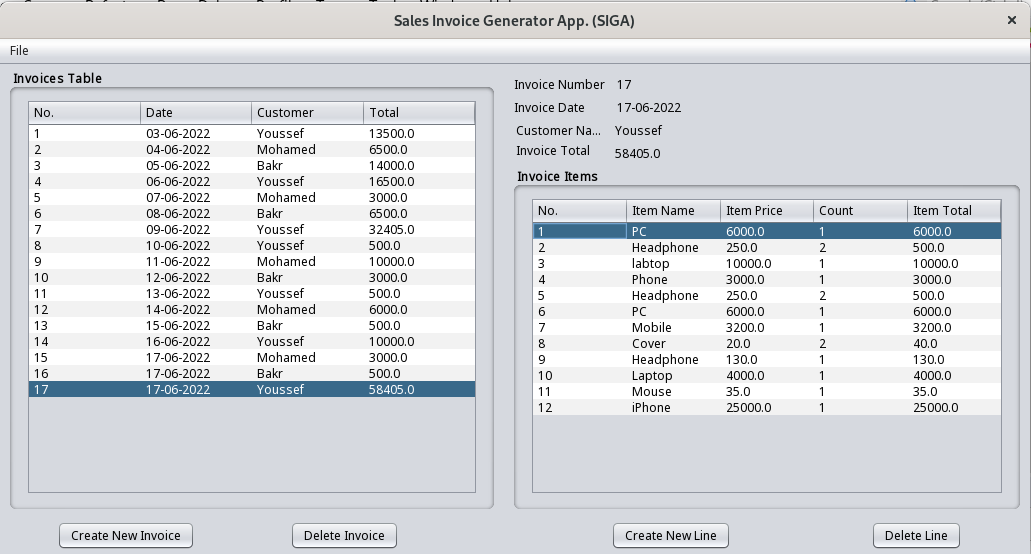 Sales Invoice Generator App. (SIGA)
File
Invoices Table
No. Date Customer Total
1 03-06-2022 Youssef 13500.0
2 04-06-2022 Mohamed 6500.0
3 05-06-2022 Bakr 14000.0
4 06-06-2022 Youssef 16500.0
5 07-06-2022 Mohamed 3000.0
6 08-06-2022 Bakr 6500.0
7 09-06-2022 Youssef 32405.0
8 10-06-2022 Youssef 500.0
9 11-06-2022 Mohamed 10000.0
10 12-06-2022 Bakr 3000.0
11 13-06-2022 Youssef 500.0
12 14-06-2022 Mohamed 6000.0
13 15-06-2022 Bakr 500.0
14 16-06-2022 Youssef 10000.0
15 17-06-2022 Mohamed 3000.0
16 17-06-2022 Bakr 500.0
17 17-06-2022 Youssef 58405.0
Create New Invoice
Delete Invoice
Invoice Number 17
Invoice Date 17-06-2022
Customer Na... Youssef
Invoice Total 58405.0
Invoice Items
No. Item Name Item Price Count Item Total
1 PC 6000.0 1 6000.0
2 Headphone 250.0 2 500.0
3 labtop 10000.0 1 10000.0
4 Phone 3000.0 1 3000.0
5 Headphone 250.0 2 500.0
6 PC 6000.0 1 6000.0
7 Mobile 3200.0 1 3200.0
8 Cover 20.0 2 40.0
9 Headphone 130.0 1 130.0
10 Laptop 4000.0 1 4000.0
11 Mouse 35.0 1 35.0
12 iPhone 25000.0 1 25000.0
Create New Line
Delete Line